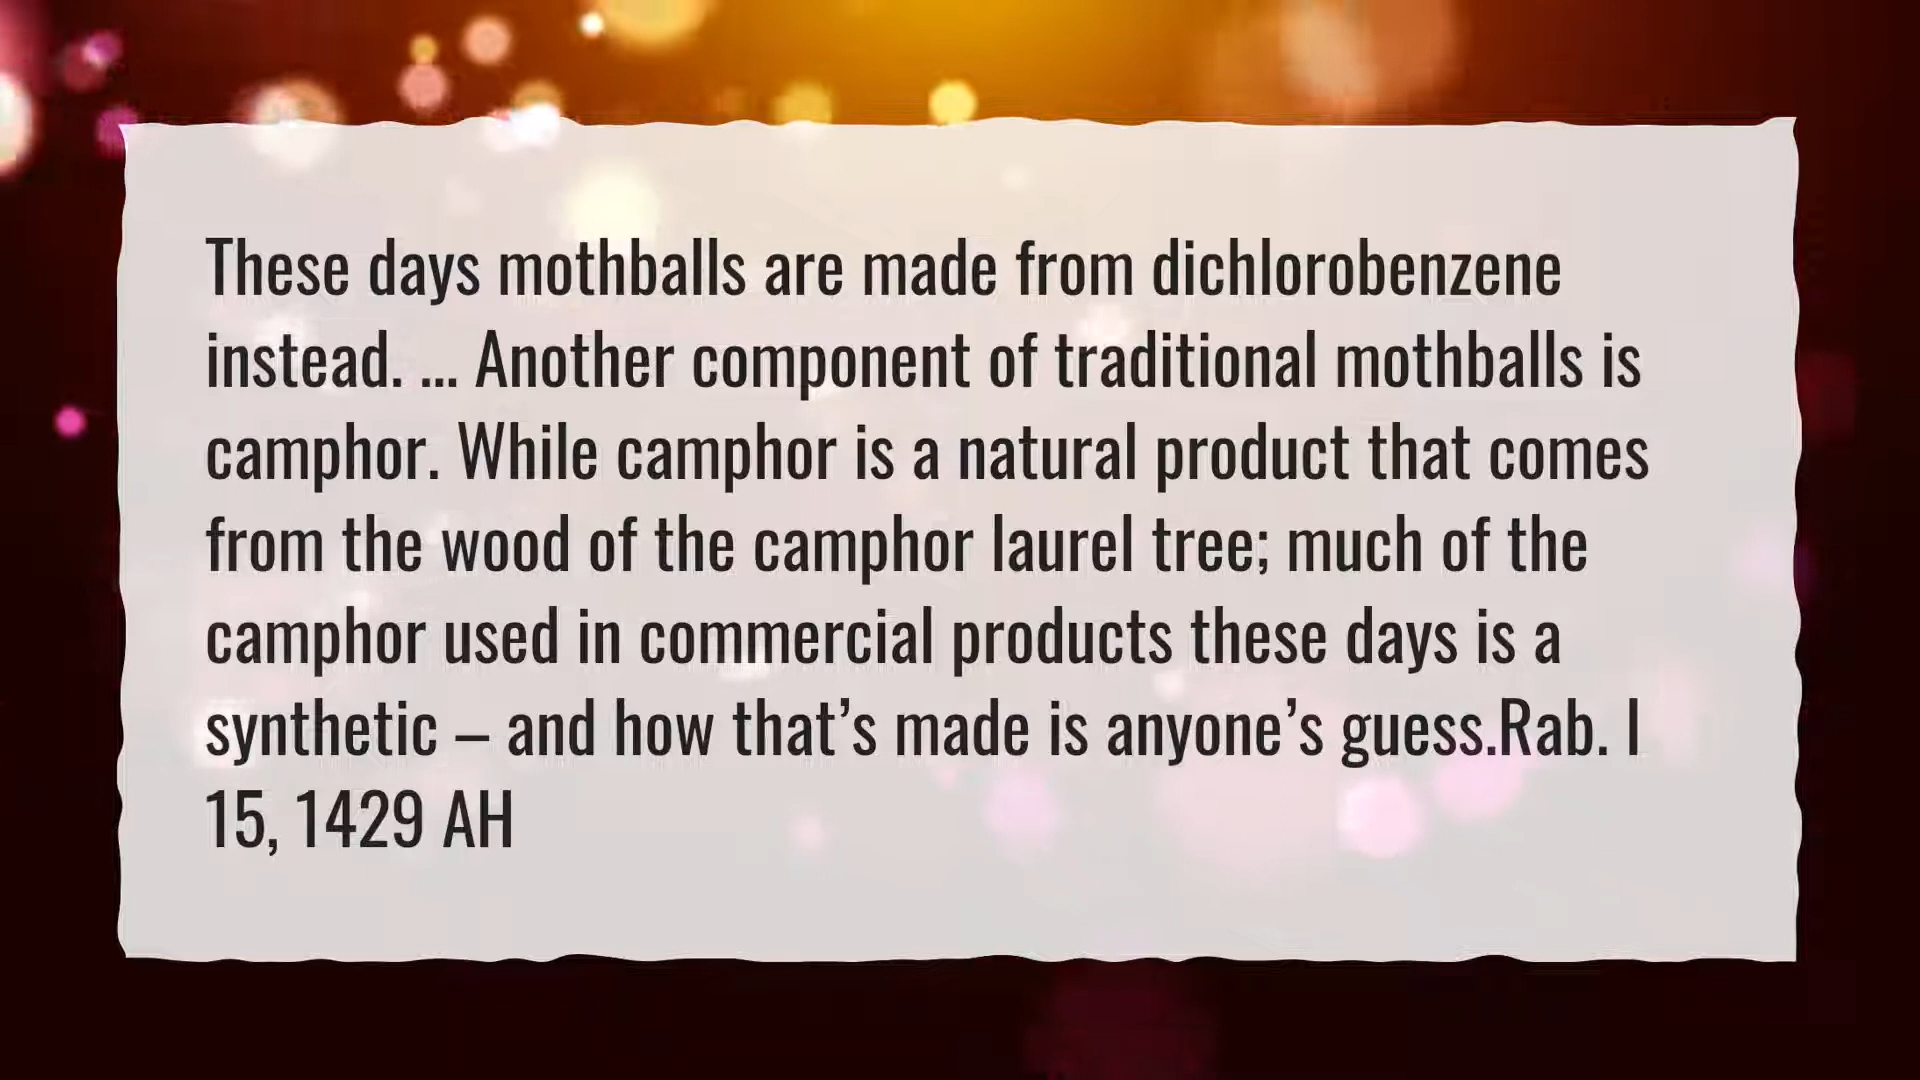 These days mothballs are made from dichlorobenzene
instead. ... Another component of traditional mothballs is
camphor. While camphor is a natural product that comes
from the wood of the camphor laurel tree; much of the
camphor used in commercial products these days is a
synthetic – and how that’s made is anyone’s guess.Rab. I
15, 1429 AH